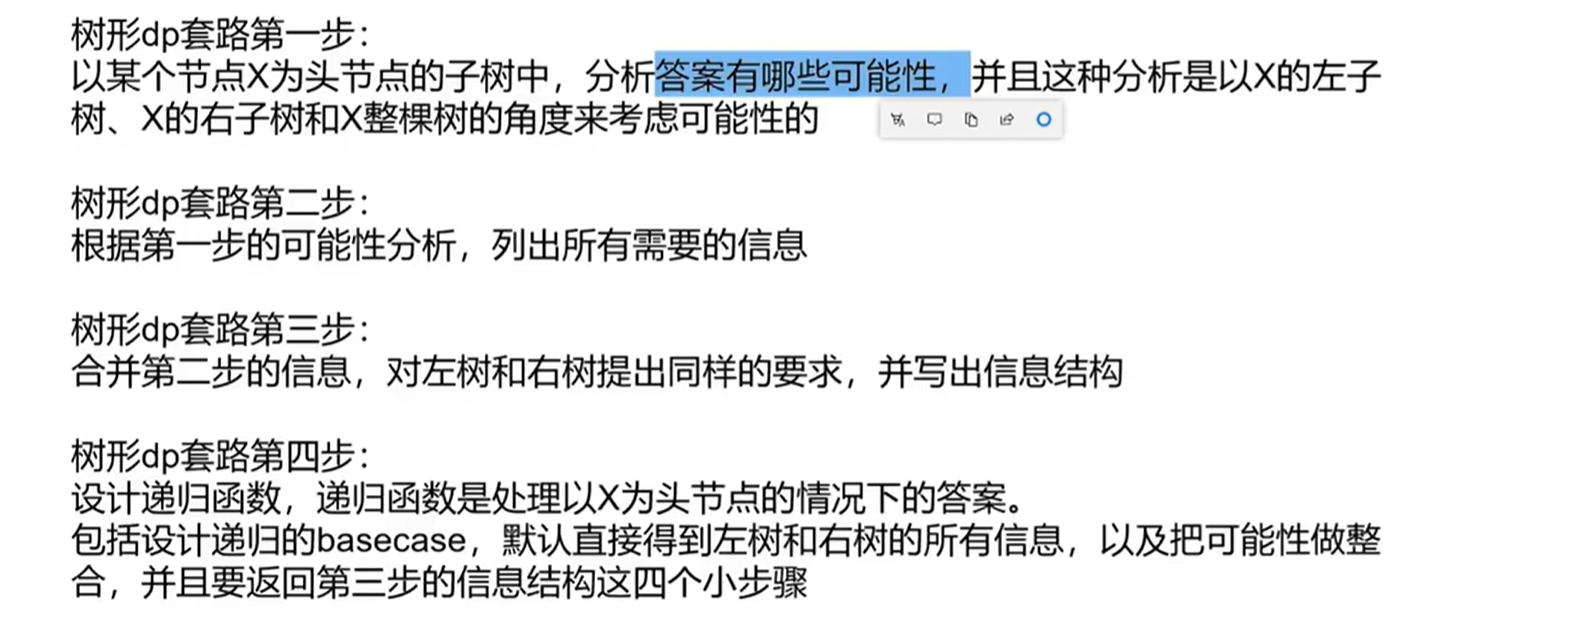 树形dp套路第一步：
以某个节点X为头节点的子树中，分析答案有哪些可能性，并且这种分析是以X的左子
树、X的右子树和X整棵树的角度来考虑可能性的
树形dp套路第二步：
根据第一步的可能性分析，列出所有需要的信息
树形dp套路第三步：
合并第二步的信息，对左树和右树提出同样的要求，并写出信息结构
树形dp套路第四步：
设计递归函数，递归函数是处理以X为头节点的情况下的答案。
包括设计递归的basecase，默认直接得到左树和右树的所有信息，以及把可能性做整
合，并且要返回第三步的信息结构这四个小步骤